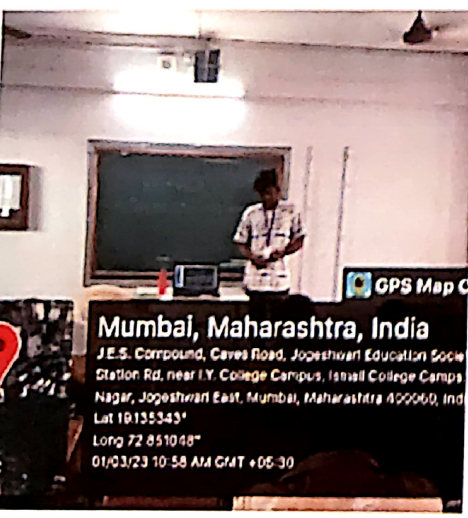 GPS Map C
Mumbai, Maharashtra, India
J.E.S. Compound, Caves Road, Jogeshwari Education Socie
Station Rd, near I.Y. College Campus, Ismail College Camps
Nagar, Jogeshwari East, Mumbai, Maharashtra 400060, Indi
Lat 19.135343°
Long 72.851048°
01/03/23 10:58 AM GMT +05:30